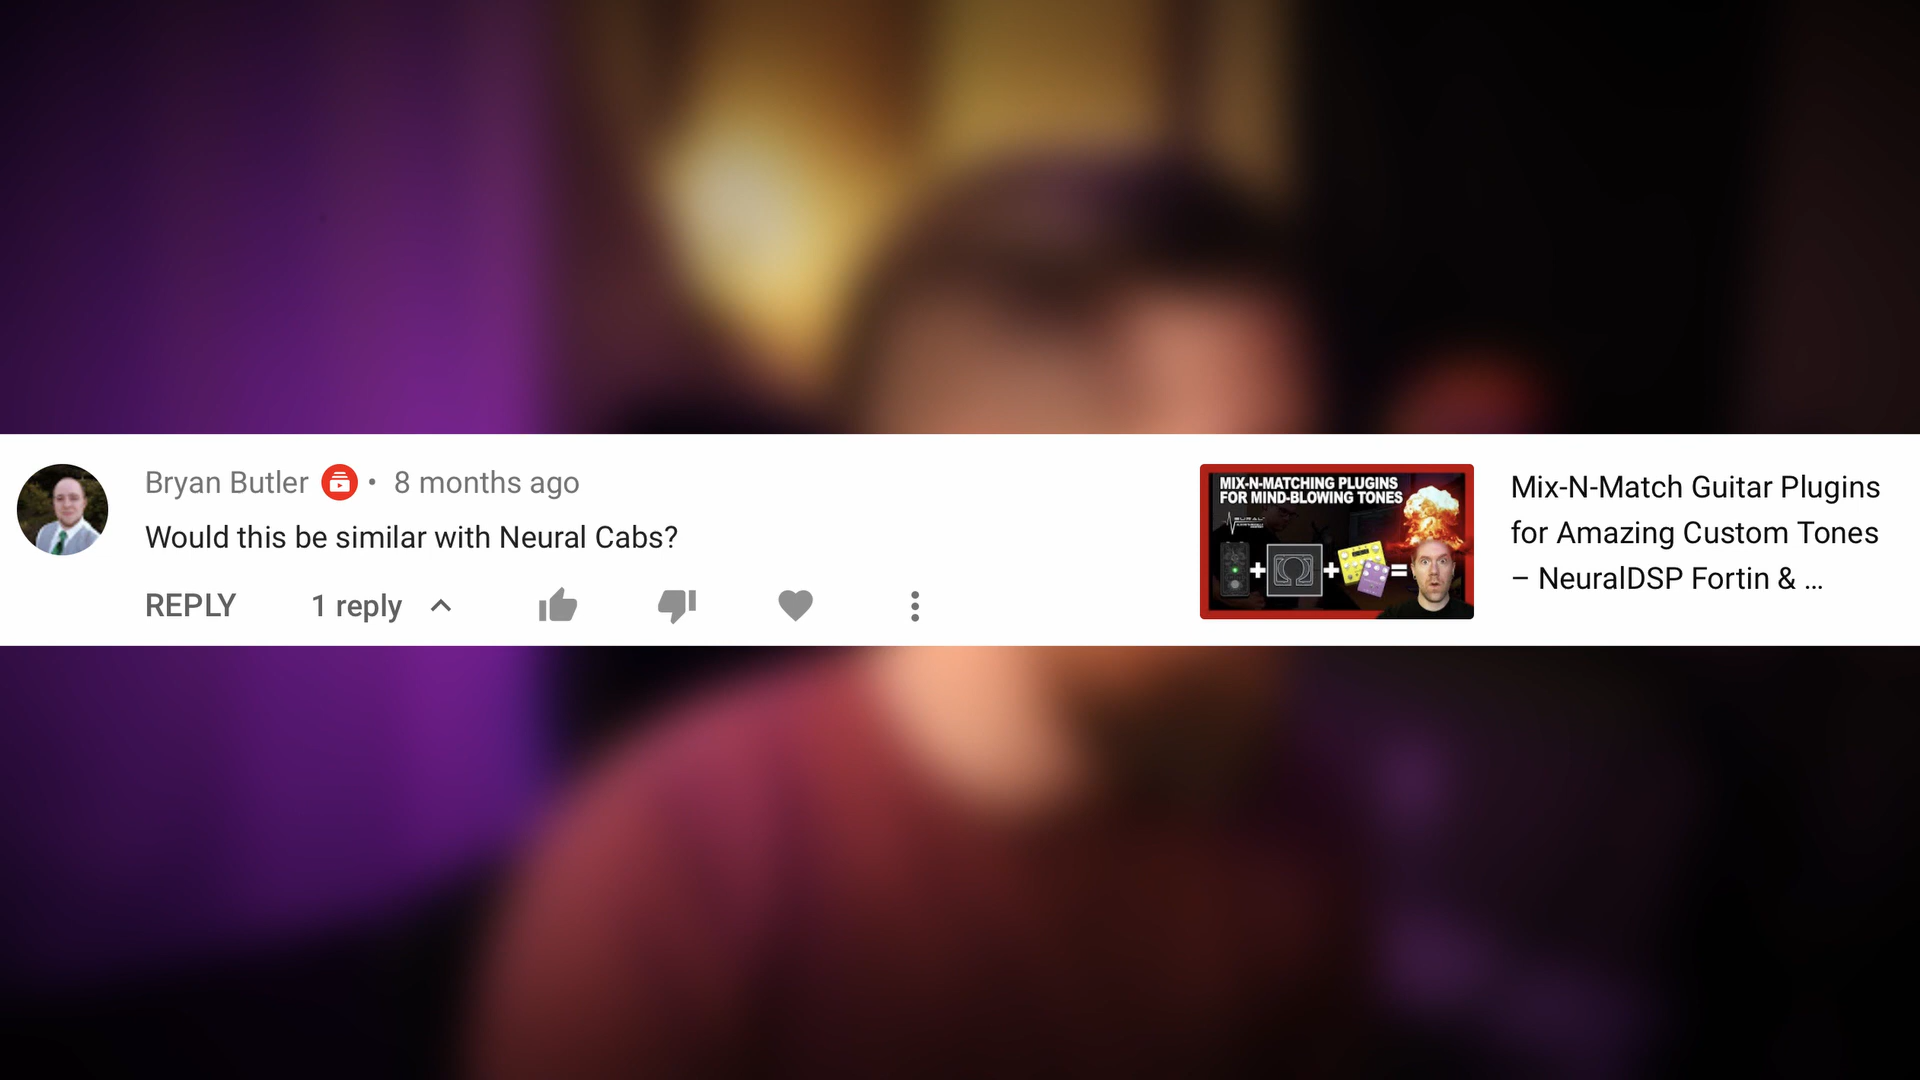 Bryan Butler • 8 months ago
Would this be similar with Neural Cabs?
REPLY 1 reply
MIX-N-MATCHING PLUGINS
FOR MIND-BLOWING TONES
Mix-N-Match Guitar Plugins
for Amazing Custom Tones
– NeuralDSP Fortin & ...